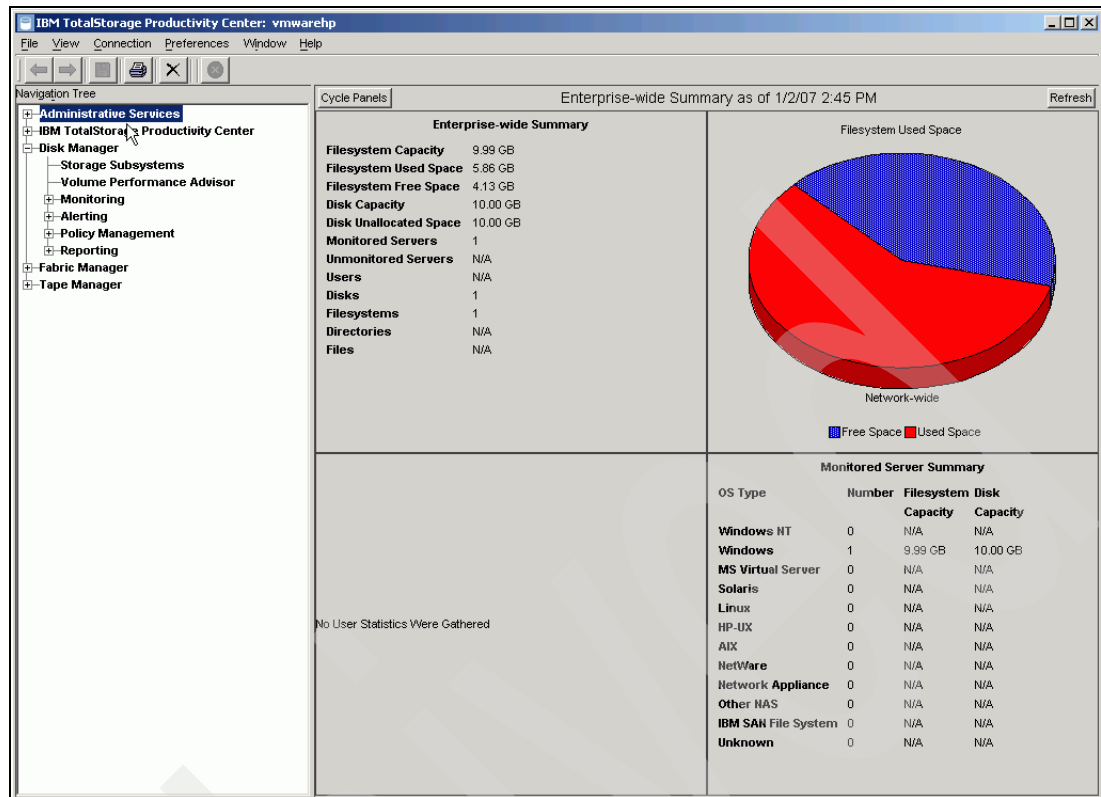 IBM TotalStorage Productivity Center: vmwarehp
File View Connection Preferences Window Help
Navigation Tree
Administrative Services
IBM TotalStorage Productivity Center
Disk Manager
Storage Subsystems
Volume Performance Advisor
Monitoring
Alerting
Policy Management
Reporting
Fabric Manager
Tape Manager
Cycle Panels Enterprise-wide Summary as of 1/2/07 2:45 PM Refresh
Enterprise-wide Summary
Filesystem Capacity 9.99 GB
Filesystem Used Space 5.86 GB
Filesystem Free Space 4.13 GB
Disk Capacity 10.00 GB
Disk Unallocated Space 10.00 GB
Monitored Servers 1
Unmonitored Servers N/A
Users N/A
Disks 1
Filesystems 1
Directories N/A
Files N/A
Filesystem Used Space
Network-wide
Free Space Used Space
No User Statistics Were Gathered
Monitored Server Summary
OS Type Number Filesystem Disk
Capacity Capacity
Windows NT 0 N/A N/A
Windows 1 9.99 GB 10.00 GB
MS Virtual Server 0 N/A N/A
Solaris 0 N/A N/A
Linux 0 N/A N/A
HP-UX 0 N/A N/A
AIX 0 N/A N/A
NetWare 0 N/A N/A
Network Appliance 0 N/A N/A
Other NAS 0 N/A N/A
IBM SAN File System 0 N/A N/A
Unknown 0 N/A N/A